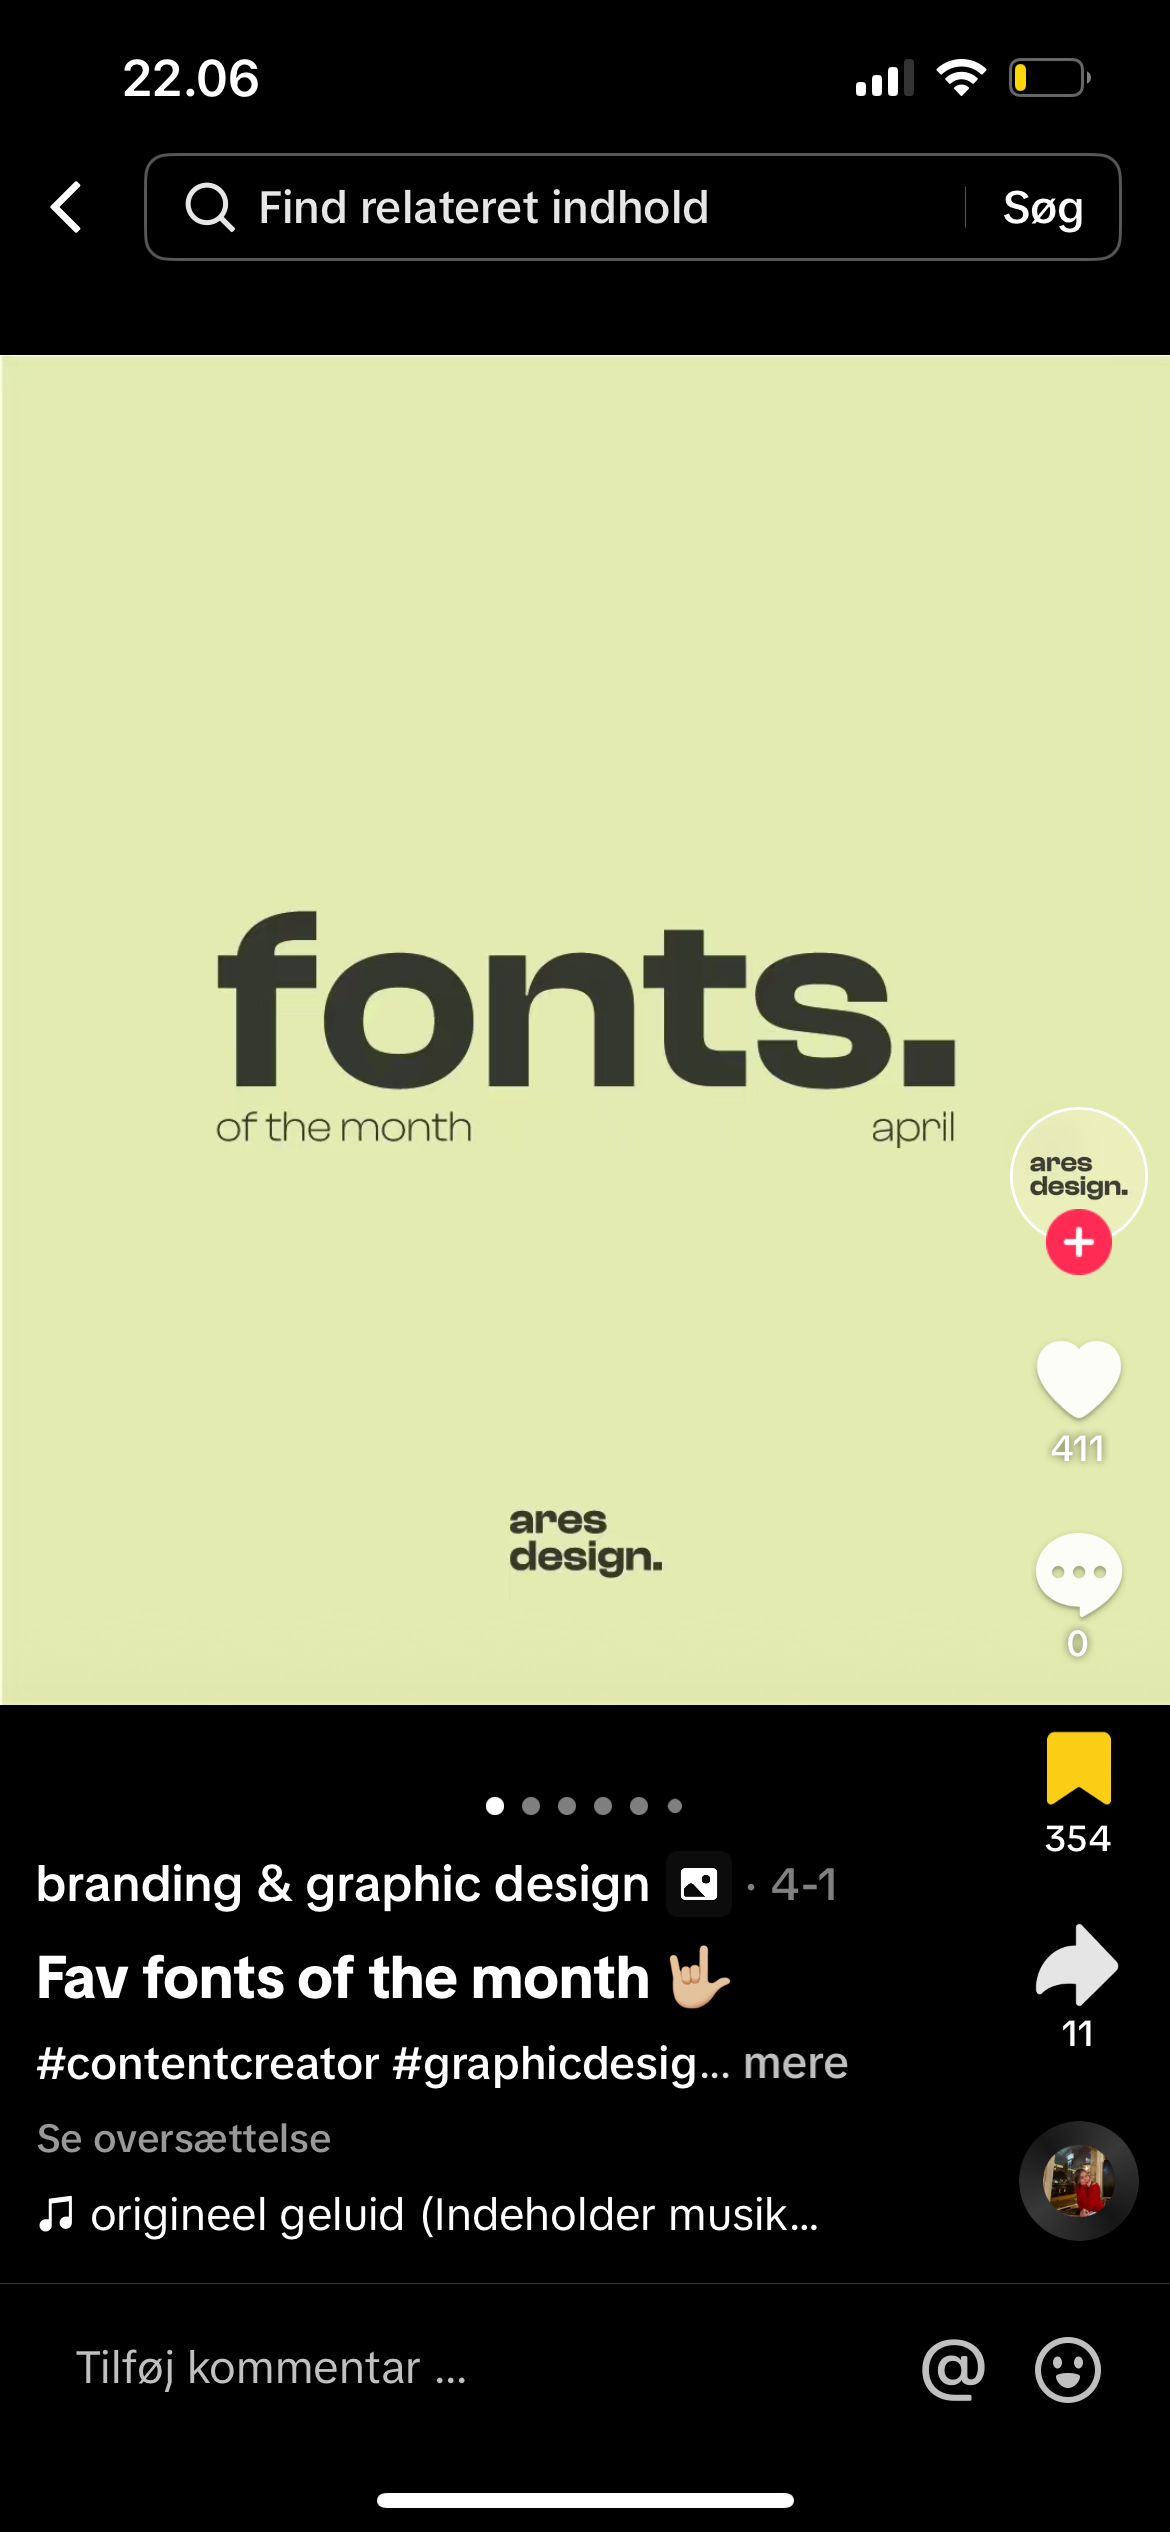 22.06
Find relateret indhold
Søg
fonts.
of the month
april
ares
design.
411
ares
design.
0
354
branding & graphic design · 4-1
Fav fonts of the month 🤟🏼
#contentcreator #graphicdesig... mere
11
Se oversættelse
origineel geluid (Indeholder musik...
Tilføj kommentar ...
@